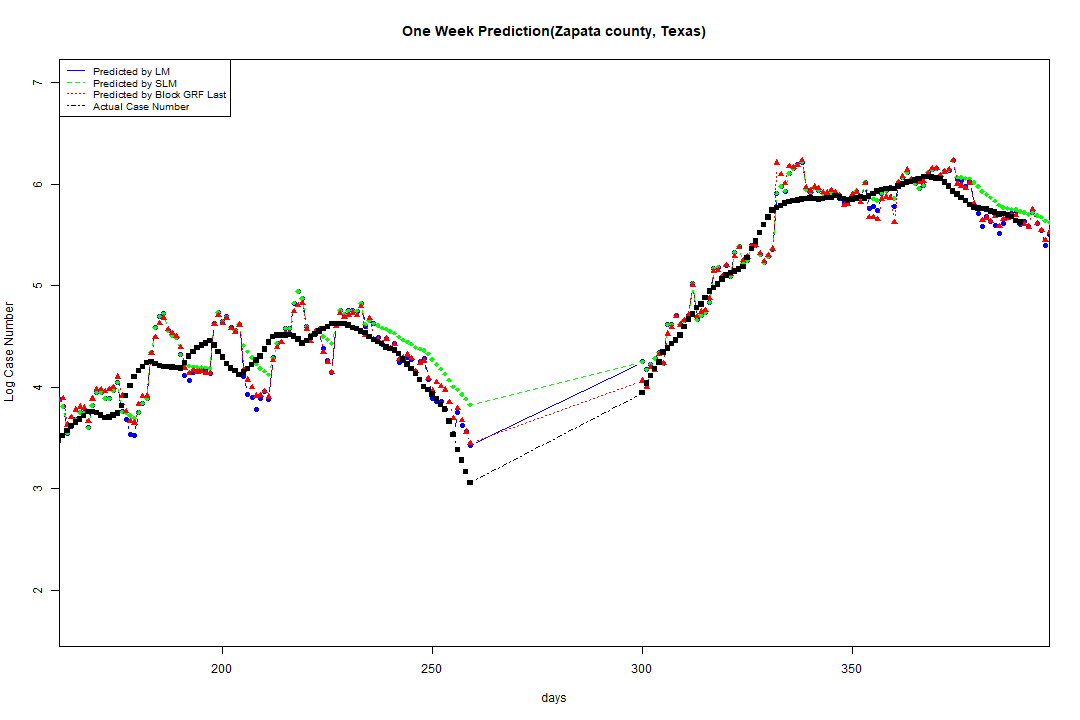 One Week Prediction(Zapata county, Texas)
Predicted by LM
Predicted by SLM
Predicted by Block GRF Last
Actual Case Number
7
6
5
4
3
2
Log Case Number
200
250
300
350
days